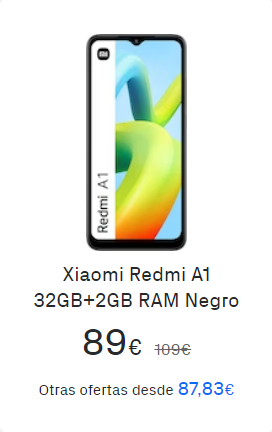 Redmi A1
Xiaomi Redmi A1
32GB+2GB RAM Negro
89€ 109€
Otras ofertas desde 87,83€